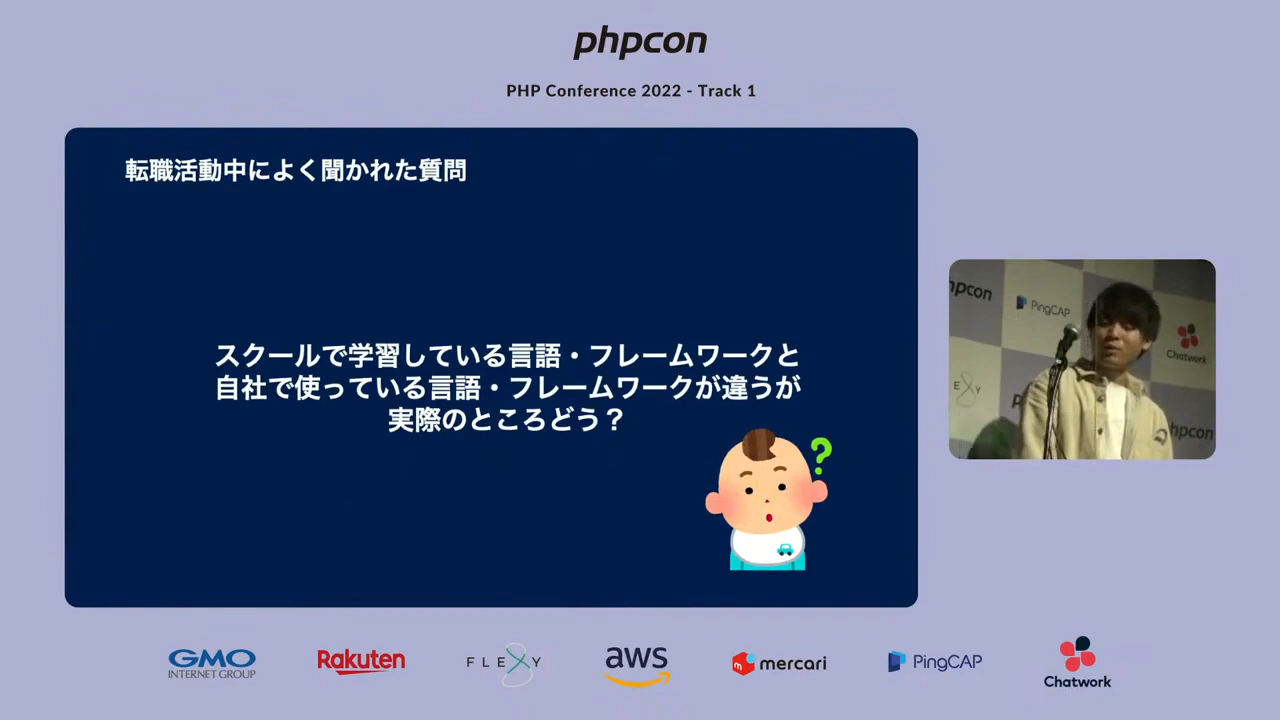 phpcon
PHP Conference 2022 - Track 1
転職活動中によく聞かれた質問
スクールで学習している言語・フレームワークと
自社で使っている言語・フレームワークが違うが
実際のところどう？
?
hpcon
PingCAP
Chatwork
hpcon
GMO
INTERNET GROUP
Rakuten
FLEXY
aws
mercari
PingCAP
Chatwork